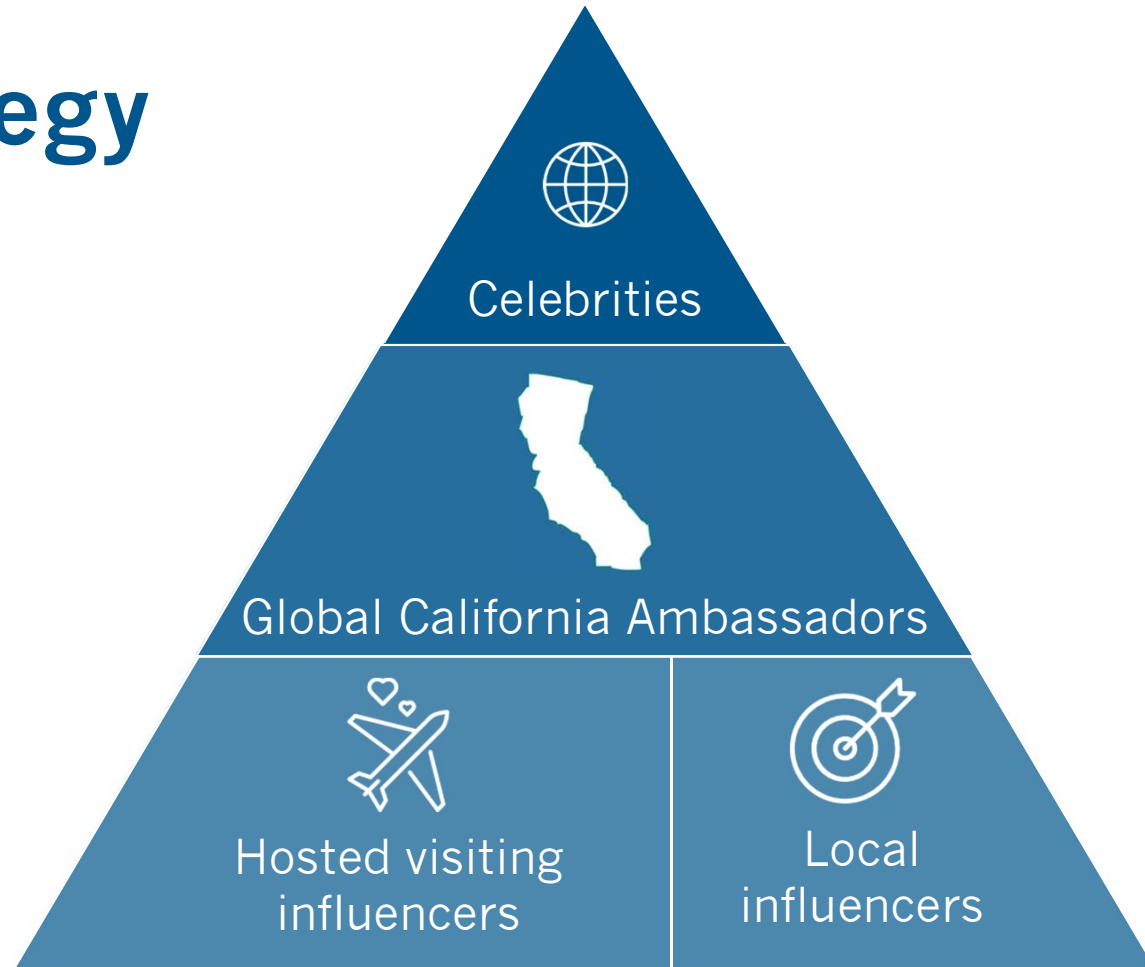 egy
Celebrities
Global California Ambassadors
Hosted visiting
influencers
Local
influencers